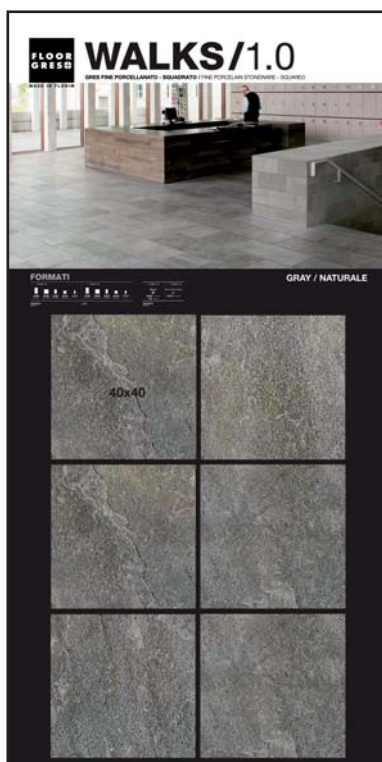 FLOOR
GRES
MADE IN FLORIM
WALKS/1.0
GRES FINE PORCELLANATO - SQUADRATO / FINE PORCELAIN STONEWARE - SQUARED
FORMATI
GRAY / NATURALE
40x40